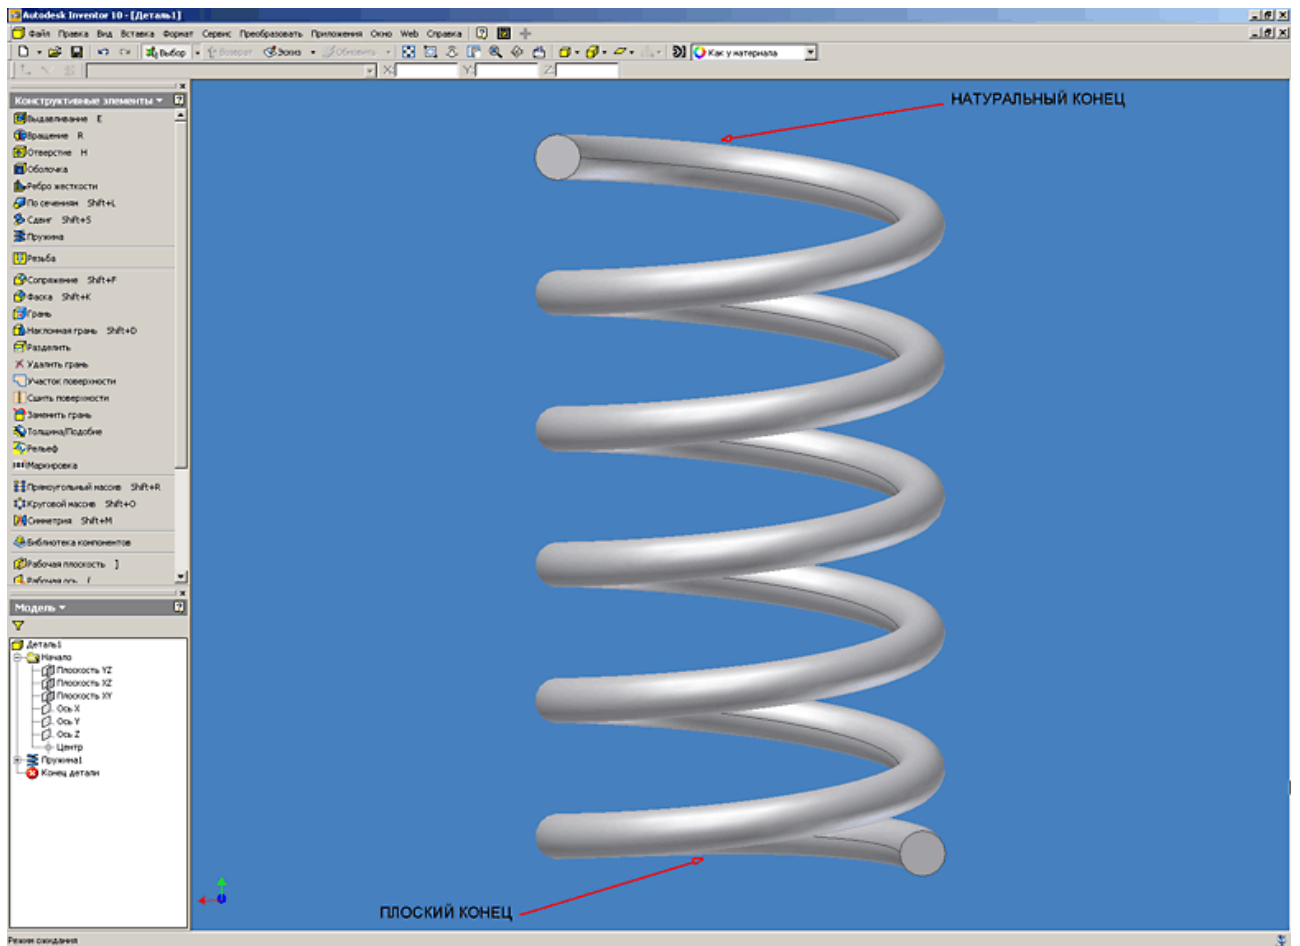 Autodesk Inventor 10 - [Деталь1]
Файл Правка Вид Вставка Формат Сервис Преобразовать Приложения Окно Web Справка
Выбор Возврат Эскиз Обновить Как у материала
X: Y: Z:
Конструктивные элементы
Выдавливание E
Вращение R
Отверстие H
Оболочка
Ребро жесткости
По сечениям Shift+L
Сдвиг Shift+S
Пружина
Резьба
Сопряжение Shift+F
Фаска Shift+K
Грань
Наклонная грань Shift+D
Разделить
Удалить грань
Участок поверхности
Сшить поверхности
Заменить грань
Толщина/Подобие
Рельеф
Маркировка
Прямоугольный массив Shift+R
Круговой массив Shift+O
Симметрия Shift+M
Библиотека компонентов
Рабочая плоскость ]
Рабочая ось /
Модель
Деталь1
Начало
Плоскость YZ
Плоскость XZ
Плоскость XY
Ось X
Ось Y
Ось Z
Центр
Пружина1
Конец детали
НАТУРАЛЬНЫЙ КОНЕЦ
ПЛОСКИЙ КОНЕЦ
Режим ожидания